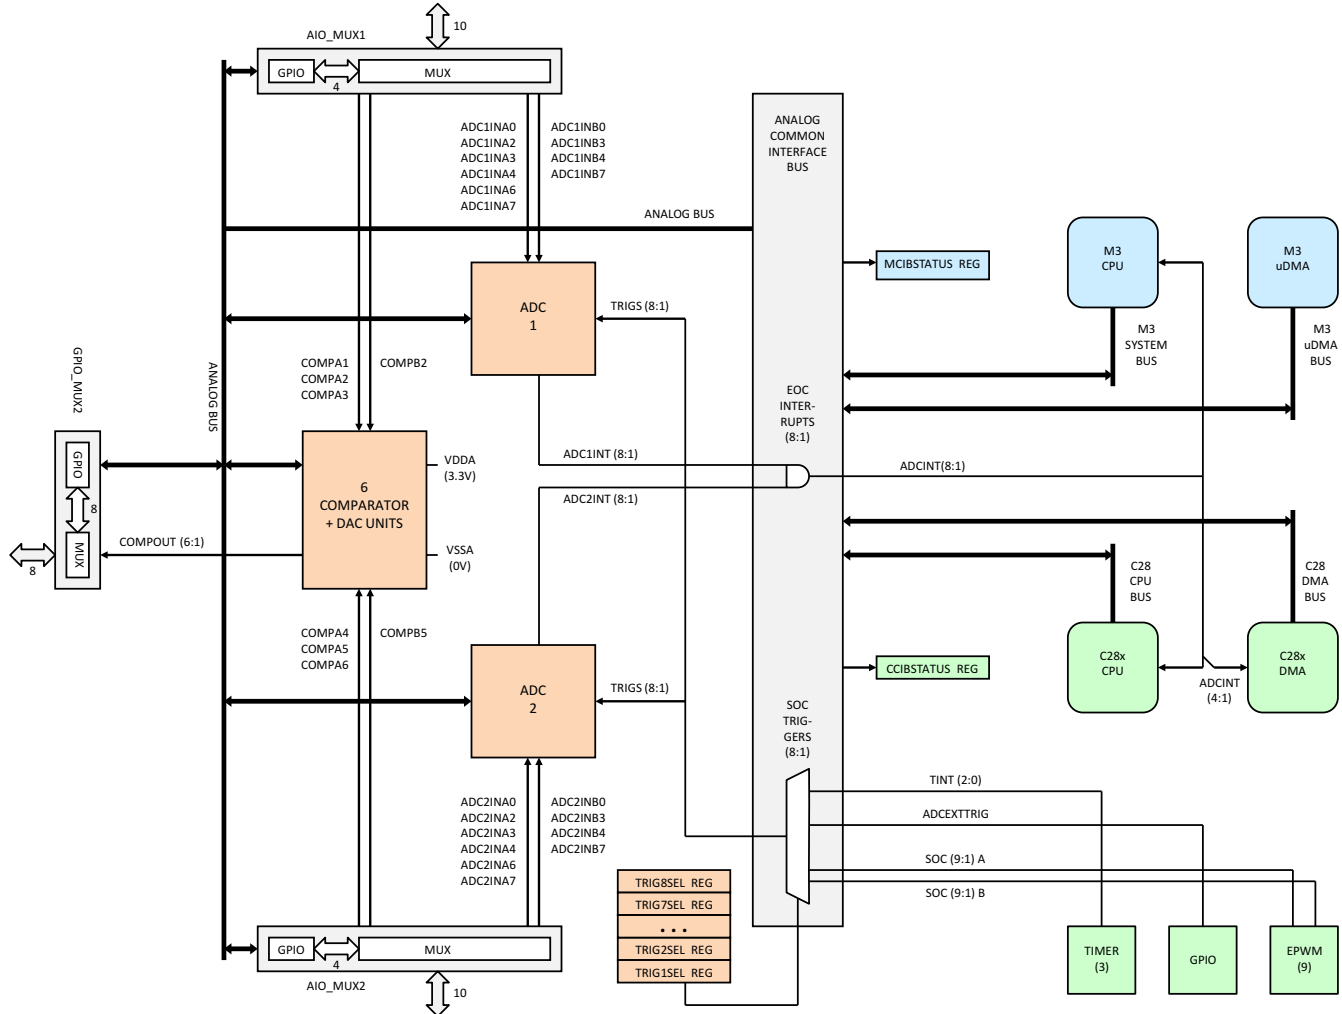 AIO_MUX1
10
GPIO
4
MUX
ADC1INA0
ADC1INA2
ADC1INA3
ADC1INA4
ADC1INA6
ADC1INA7
ADC1INB0
ADC1INB3
ADC1INB4
ADC1INB7
ANALOG
COMMON
INTERFACE
BUS
ANALOG BUS
MCIBSTATUS REG
M3
CPU
M3
uDMA
ADC
1
TRIGS (8:1)
M3
SYSTEM
BUS
M3
uDMA
BUS
GPIO_MUX2
ANALOG BUS
COMPA1
COMPA2
COMPA3
COMPB2
EOC
INTER-
RUPTS
(8:1)
GPIO
8
MUX
8
COMPOUT (6:1)
6
COMPARATOR
+ DAC UNITS
VDDA
(3.3V)
VSSA
(0V)
ADC1INT (8:1)
ADC2INT (8:1)
ADCINT(8:1)
C28
CPU
BUS
C28
DMA
BUS
COMPA4
COMPA5
COMPA6
COMPB5
ADC
2
TRIGS (8:1)
CCIBSTATUS REG
C28x
CPU
ADCINT
(4:1)
C28x
DMA
SOC
TRIG-
GERS
(8:1)
TINT (2:0)
ADCEXTTRIG
SOC (9:1) A
SOC (9:1) B
ADC2INA0
ADC2INA2
ADC2INA3
ADC2INA4
ADC2INA6
ADC2INA7
ADC2INB0
ADC2INB3
ADC2INB4
ADC2INB7
TRIG8SEL REG
TRIG7SEL REG
. . .
TRIG2SEL REG
TRIG1SEL REG
GPIO
4
MUX
AIO_MUX2
10
TIMER
(3)
GPIO
EPWM
(9)